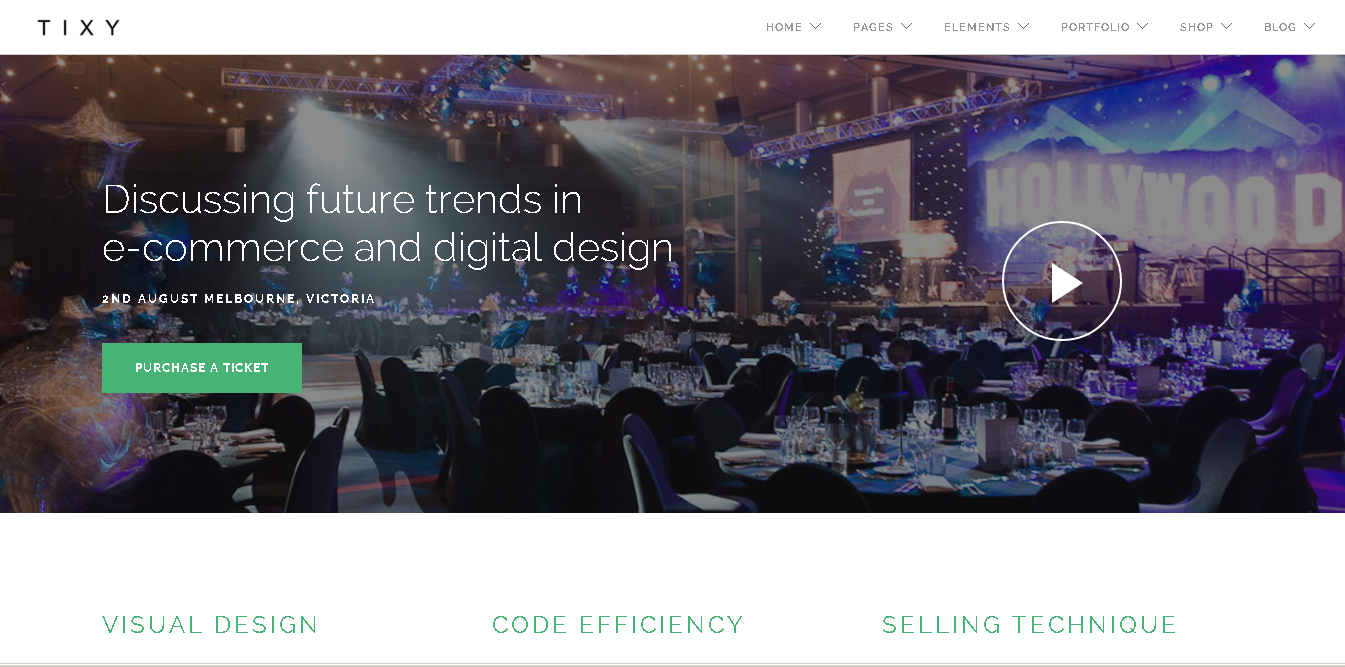 TIXY
HOME PAGES ELEMENTS PORTFOLIO SHOP BLOG
Discussing future trends in
e-commerce and digital design
2ND AUGUST MELBOURNE, VICTORIA
PURCHASE A TICKET
HOLLYWOOD
VISUAL DESIGN
CODE EFFICIENCY
SELLING TECHNIQUE